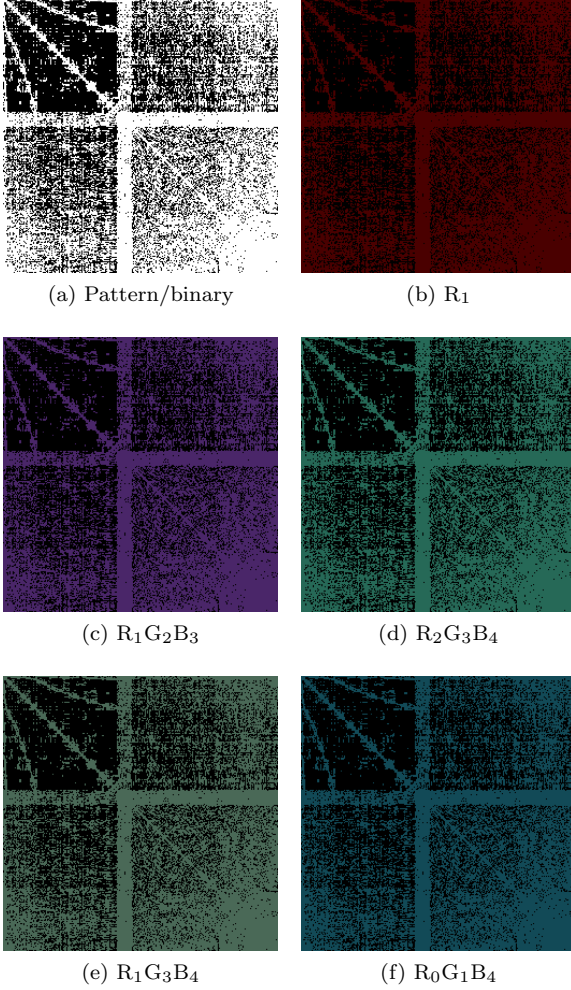 (a) Pattern/binary
(b) R₁
(c) R₁G₂B₃
(d) R₂G₃B₄
(e) R₁G₃B₄
(f) R₀G₁B₄